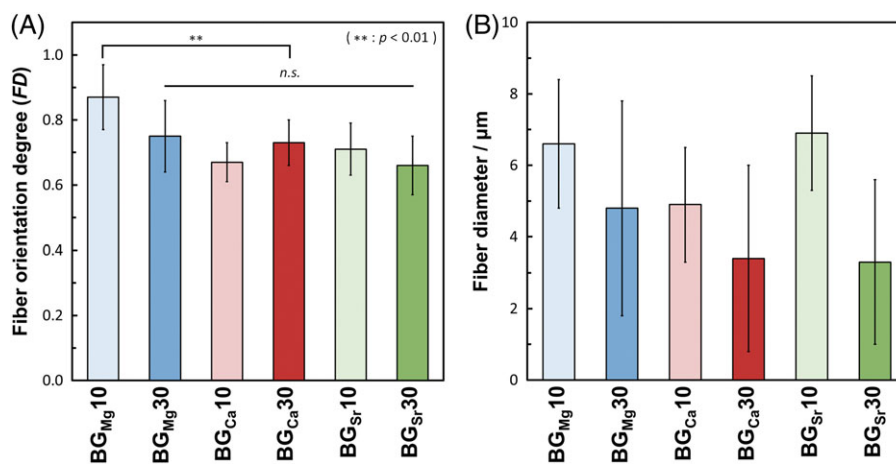 (A)
**
( ** : p < 0.01 )
n.s.
Fiber orientation degree (FD)
1.0
0.8
0.6
0.4
0.2
0.0
BGMg10
BGMg30
BGCa10
BGCa30
BGSr10
BGSr30
(B)
Fiber diameter / μm
10
8
6
4
2
0
BGMg10
BGMg30
BGCa10
BGCa30
BGSr10
BGSr30